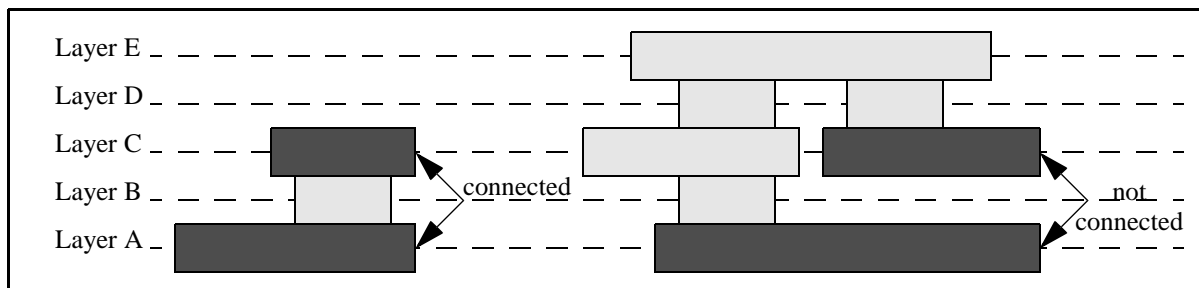 Layer E
Layer D
Layer C
Layer B
Layer A
connected
not
connected